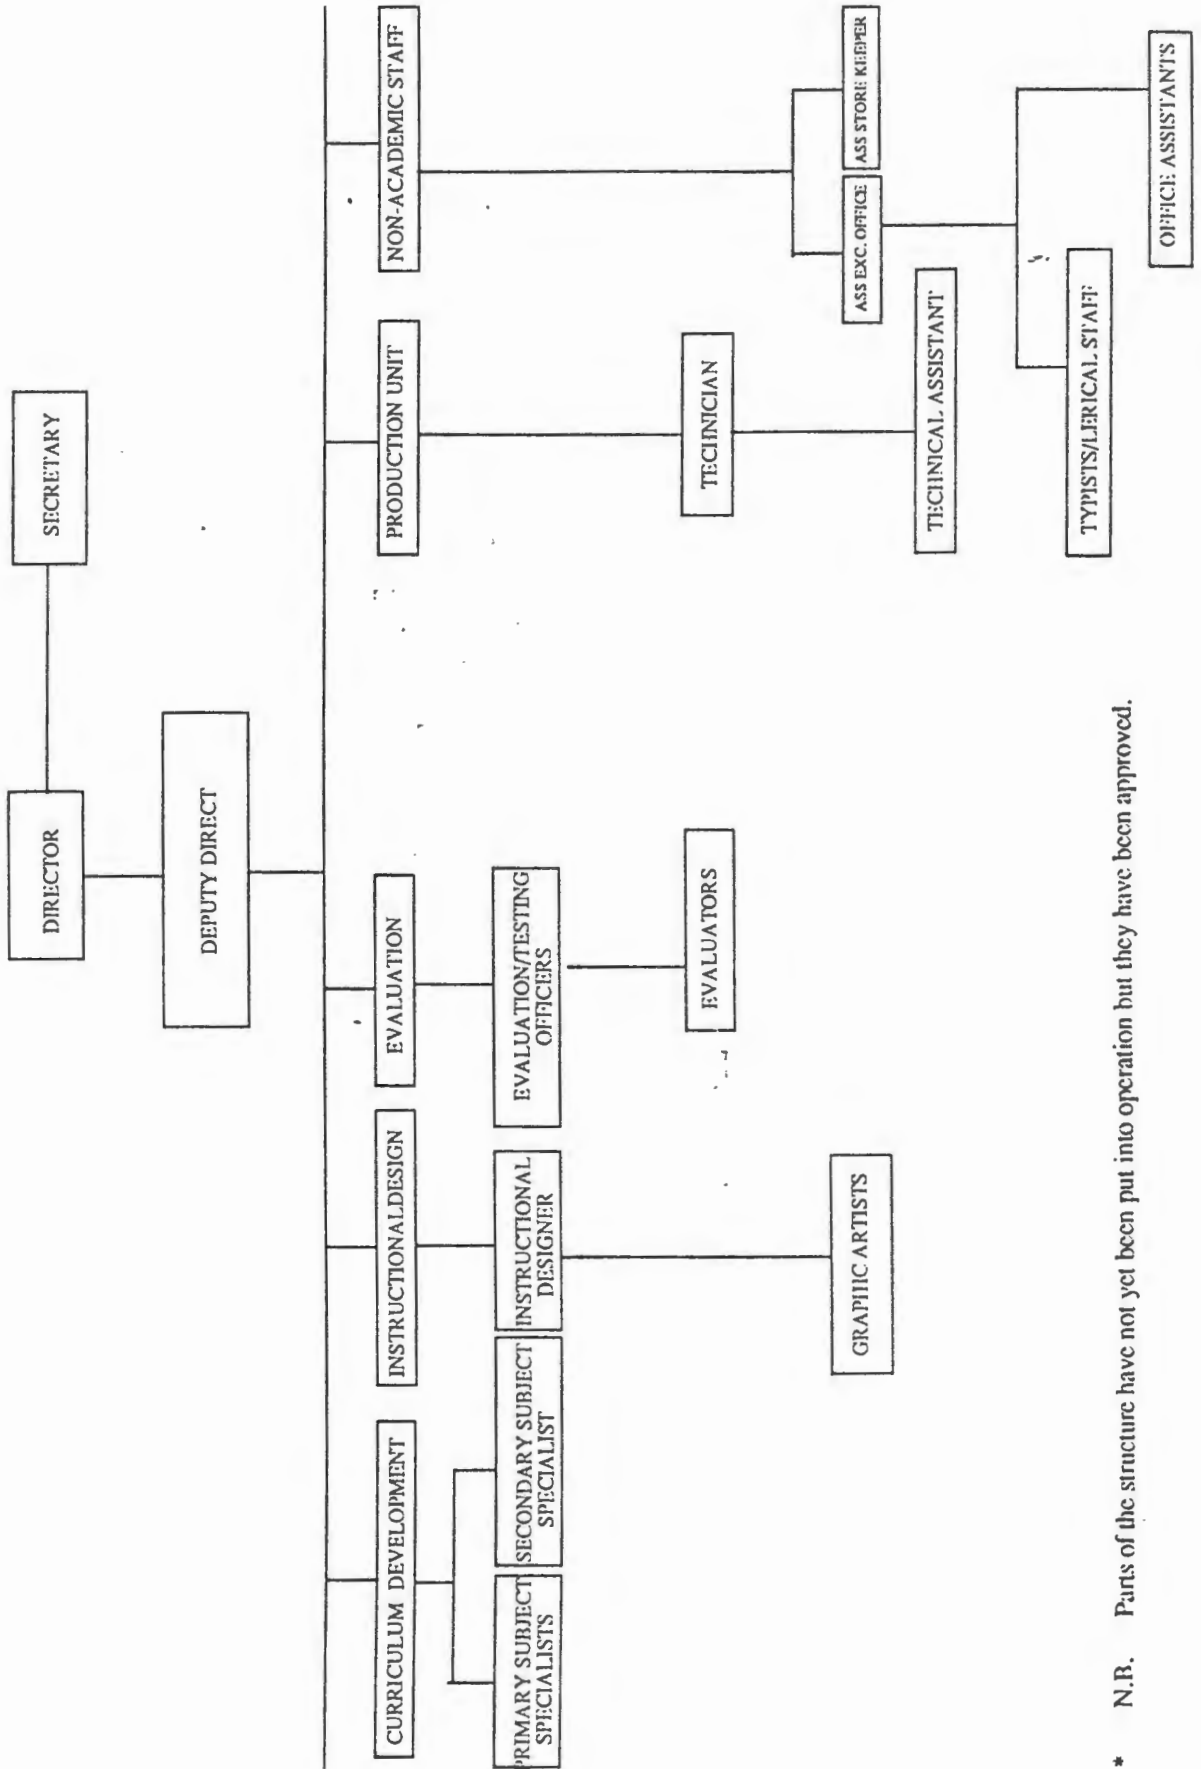 SECRETARY
DIRECTOR
DEPUTY DIRECT
CURRICULUM DEVELOPMENT
INSTRUCTIONALDESIGN
EVALUATION
PRODUCTION UNIT
NON-ACADEMIC STAFF
PRIMARY SUBJECT
SPECIALISTS
SECONDARY SUBJECT
SPECIALIST
INSTRUCTIONAL
DESIGNER
EVALUATION/TESTING
OFFICERS
EVALUATORS
TECHNICIAN
GRAPHIC ARTISTS
ASS EXC. OFFICE
ASS STORE KEEPER
TECHNICAL ASSISTANT
TYPISTS/LERICAL STAFF
OFFICE ASSISTANTS
* N.B. Parts of the structure have not yet been put into operation but they have been approved.